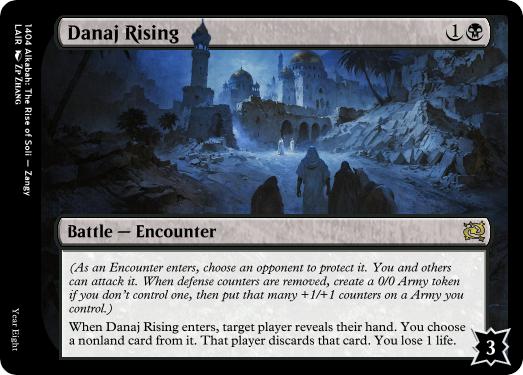 Danaj Rising
1
Battle — Encounter
(As an Encounter enters, choose an opponent to protect it. You and others
can attack it. When defense counters are removed, create a 0/0 Army token
if you don't control one, then put that many +1/+1 counters on a Army you
control.)
When Danaj Rising enters, target player reveals their hand. You choose
a nonland card from it. That player discards that card. You lose 1 life.
3
1404 Alkabah: The Rise of Soli — Zangy
LAIR ZP Zhang
Year Eight